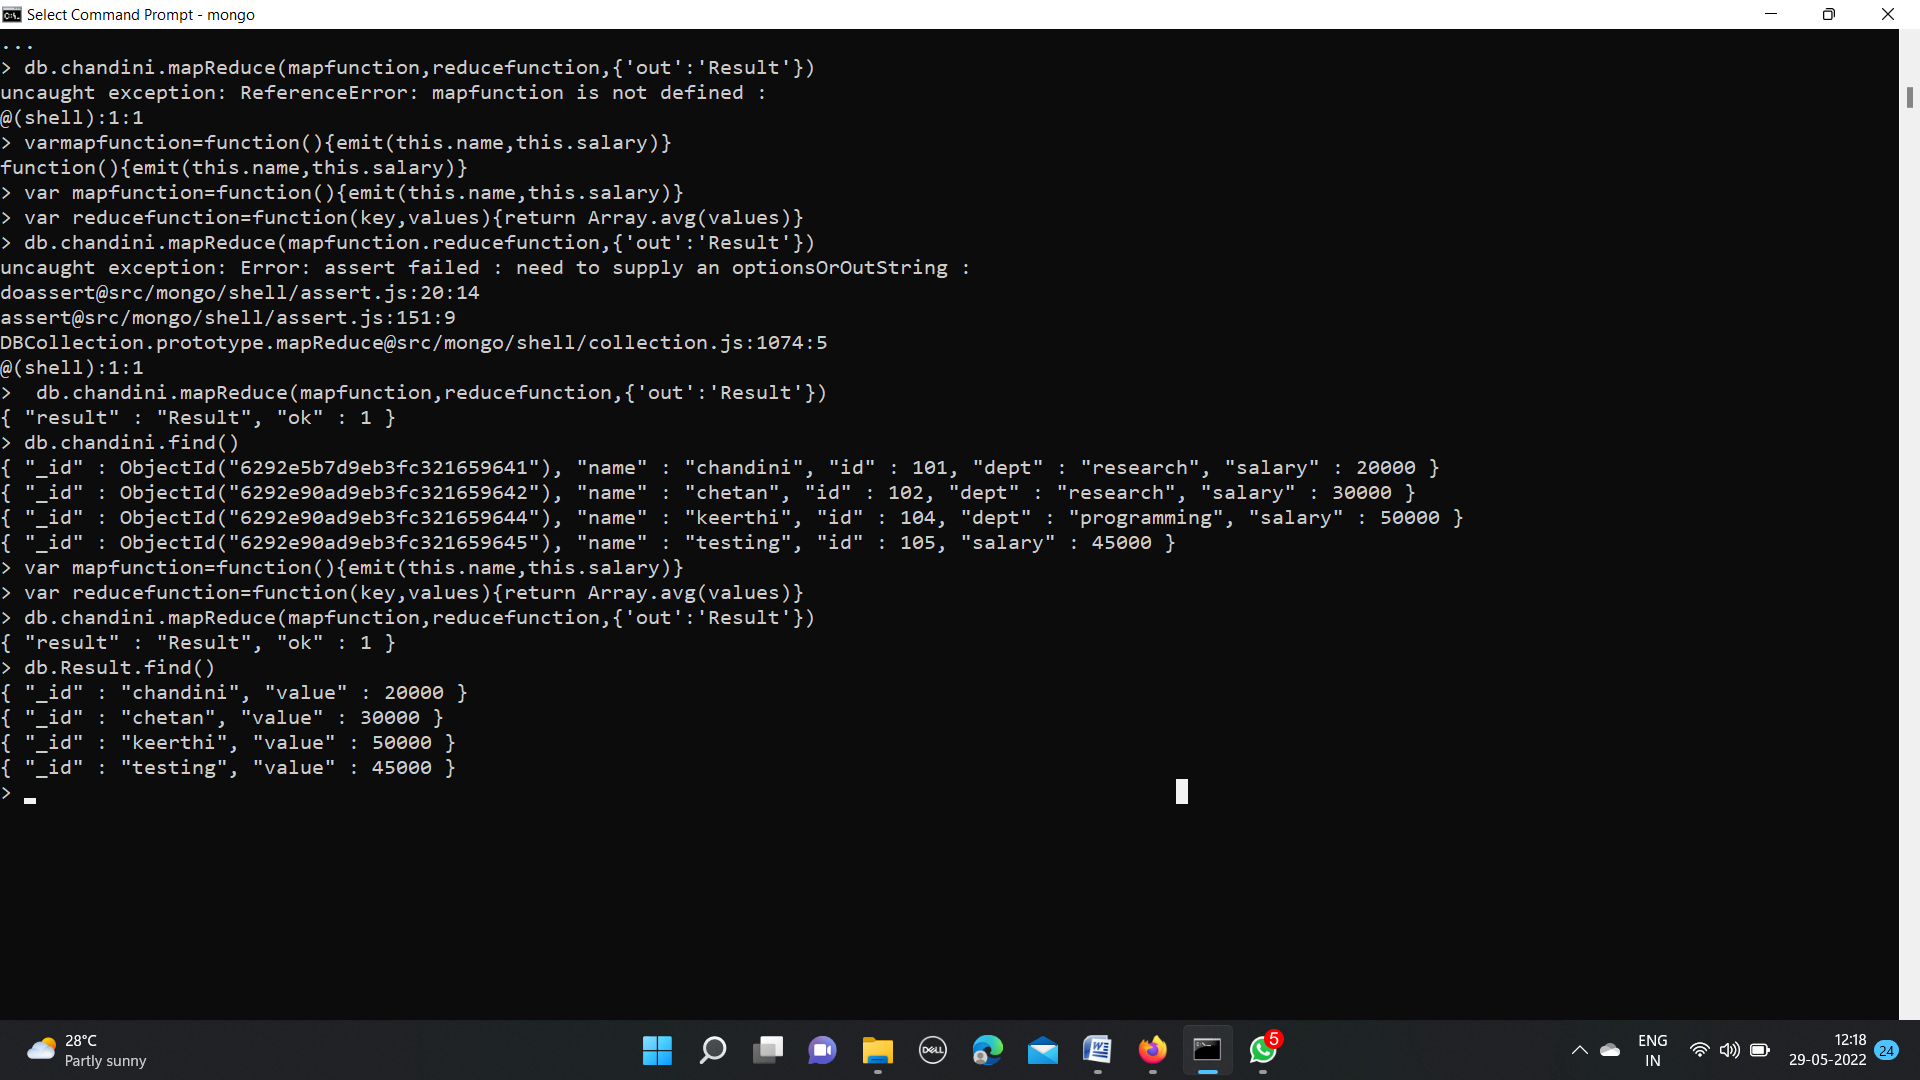 Select Command Prompt - mongo
...
> db.chandini.mapReduce(mapfunction,reducefunction,{'out':'Result'})
uncaught exception: ReferenceError: mapfunction is not defined :
@(shell):1:1
> varmapfunction=function(){emit(this.name,this.salary)}
function(){emit(this.name,this.salary)}
> var mapfunction=function(){emit(this.name,this.salary)}
> var reducefunction=function(key,values){return Array.avg(values)}
> db.chandini.mapReduce(mapfunction.reducefunction,{'out':'Result'})
uncaught exception: Error: assert failed : need to supply an optionsOrOutString :
doassert@src/mongo/shell/assert.js:20:14
assert@src/mongo/shell/assert.js:151:9
DBCollection.prototype.mapReduce@src/mongo/shell/collection.js:1074:5
@(shell):1:1
>  db.chandini.mapReduce(mapfunction,reducefunction,{'out':'Result'})
{ "result" : "Result", "ok" : 1 }
> db.chandini.find()
{ "_id" : ObjectId("6292e5b7d9eb3fc321659641"), "name" : "chandini", "id" : 101, "dept" : "research", "salary" : 20000 }
{ "_id" : ObjectId("6292e90ad9eb3fc321659642"), "name" : "chetan", "id" : 102, "dept" : "research", "salary" : 30000 }
{ "_id" : ObjectId("6292e90ad9eb3fc321659644"), "name" : "keerthi", "id" : 104, "dept" : "programming", "salary" : 50000 }
{ "_id" : ObjectId("6292e90ad9eb3fc321659645"), "name" : "testing", "id" : 105, "salary" : 45000 }
> var mapfunction=function(){emit(this.name,this.salary)}
> var reducefunction=function(key,values){return Array.avg(values)}
> db.chandini.mapReduce(mapfunction,reducefunction,{'out':'Result'})
{ "result" : "Result", "ok" : 1 }
> db.Result.find()
{ "_id" : "chandini", "value" : 20000 }
{ "_id" : "chetan", "value" : 30000 }
{ "_id" : "keerthi", "value" : 50000 }
{ "_id" : "testing", "value" : 45000 }
>
28°C
Partly sunny
DELL
5
ENG
IN
12:18
29-05-2022
24